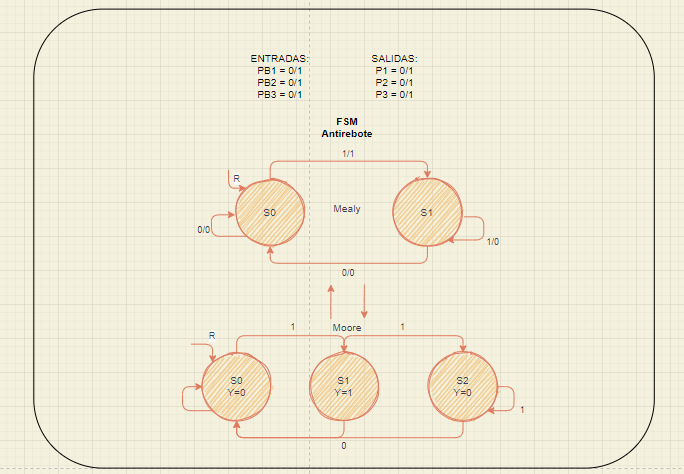 ENTRADAS:
PB1 = 0/1
PB2 = 0/1
PB3 = 0/1
SALIDAS:
P1 = 0/1
P2 = 0/1
P3 = 0/1
FSM
Antirebote
1/1
R
S0
Mealy
S1
0/0
1/0
0/0
Moore
R
1
1
S0
Y=0
S1
Y=1
S2
Y=0
1
0